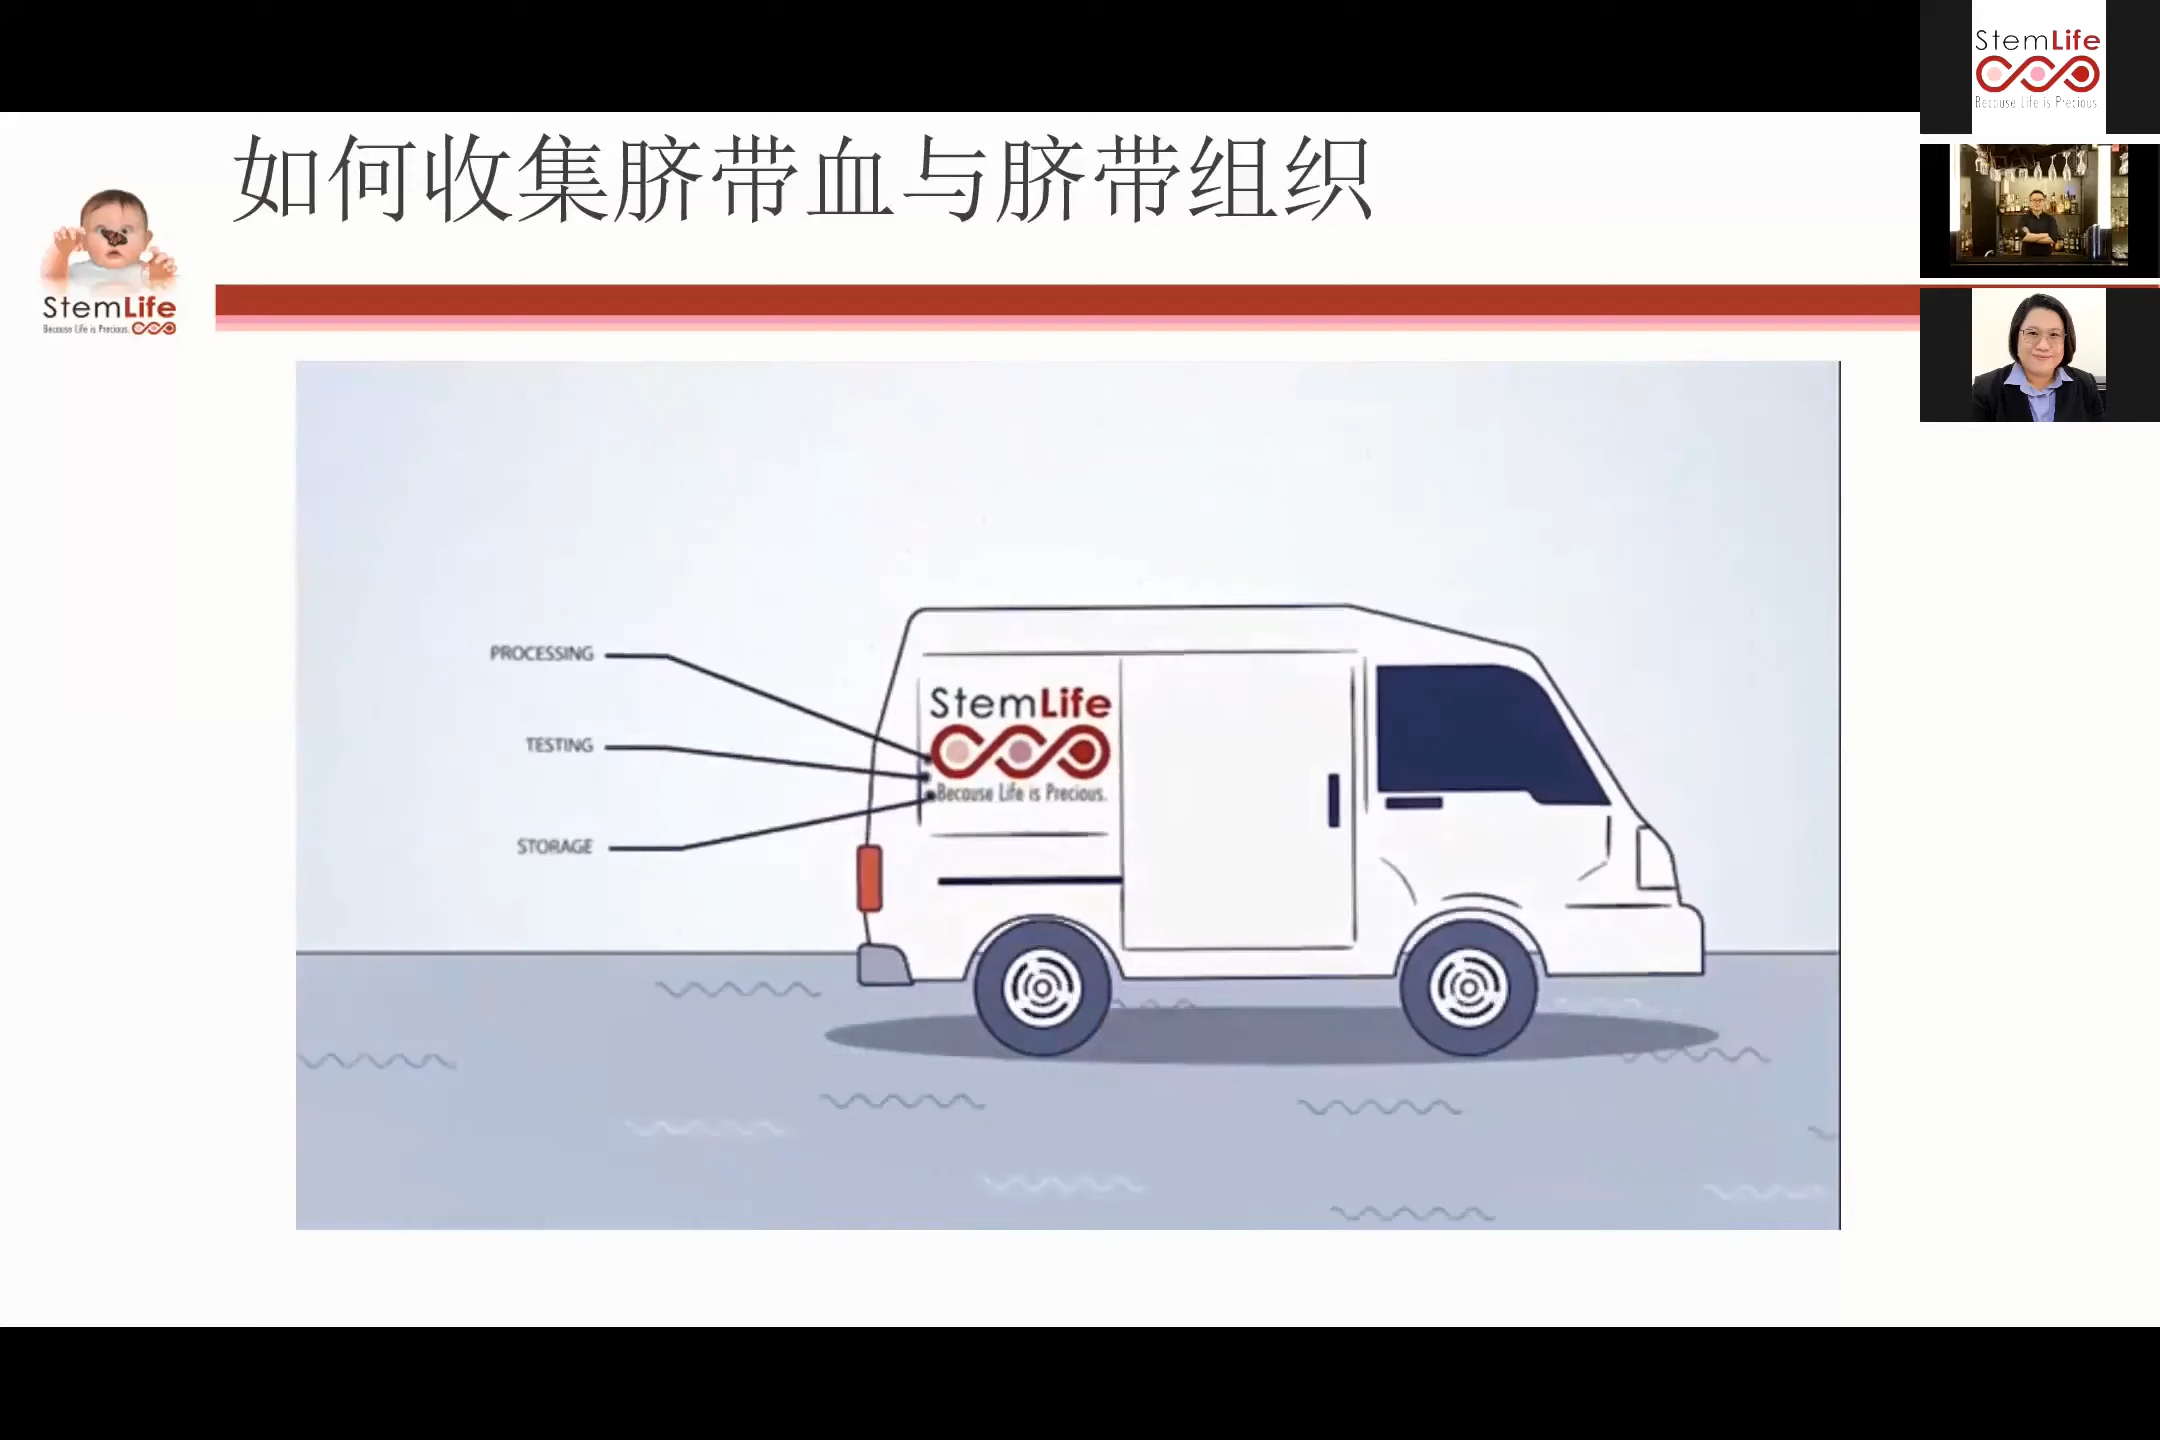 StemLife
Because Life is Precious.
如何收集脐带血与脐带组织
StemLife
Because Life is Precious.
PROCESSING
TESTING
STORAGE
StemLife
Because Life is Precious.